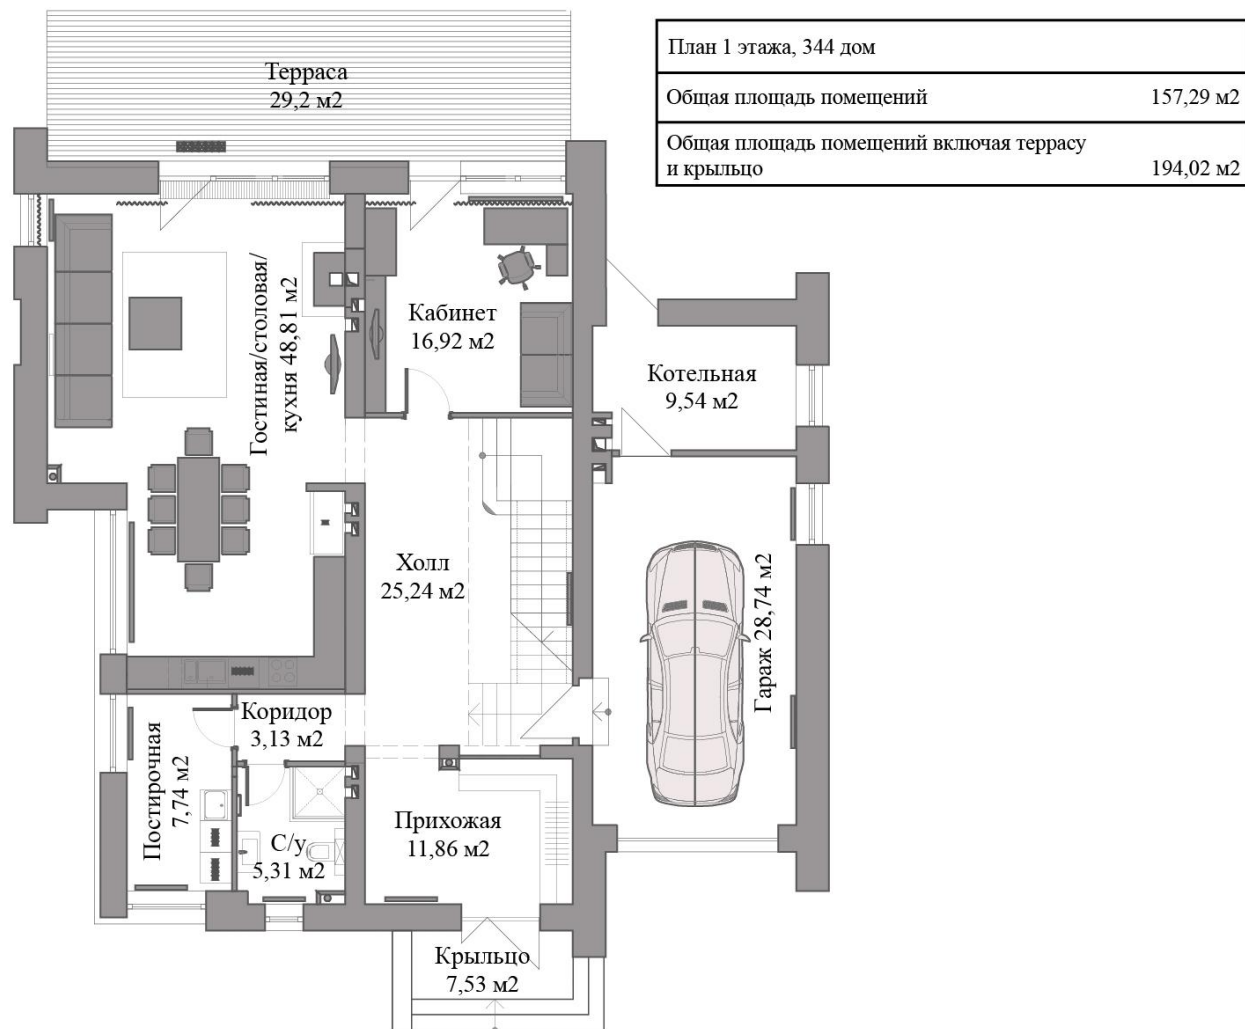 План 1 этажа, 344 дом
Общая площадь помещений 157,29 м2
Общая площадь помещений включая террасу
и крыльцо 194,02 м2
Терраса
29,2 м2
Гостиная/столовая/
кухня 48,81 м2
Кабинет
16,92 м2
Котельная
9,54 м2
Холл
25,24 м2
Гараж 28,74 м2
Коридор
3,13 м2
Постирочная
7,74 м2
С/у
5,31 м2
Прихожая
11,86 м2
Крыльцо
7,53 м2